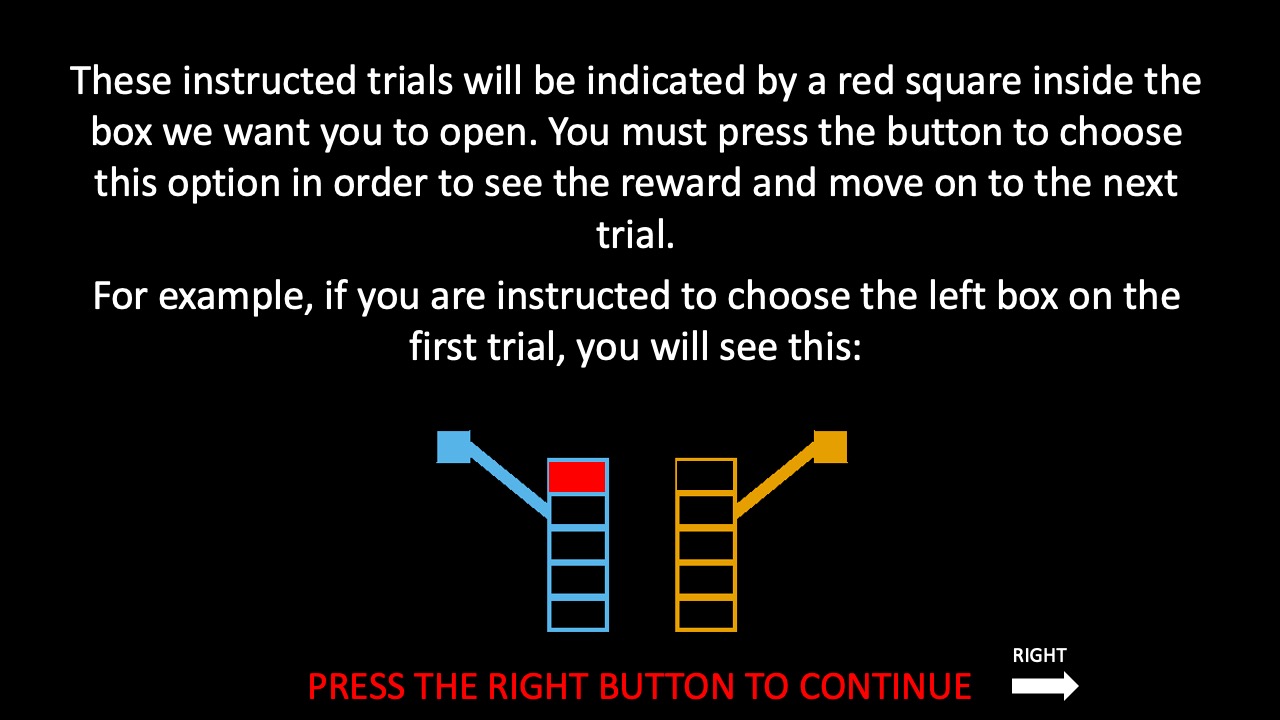 These instructed trials will be indicated by a red square inside the
box we want you to open. You must press the button to choose
this option in order to see the reward and move on to the next
trial.
For example, if you are instructed to choose the left box on the
first trial, you will see this:
RIGHT
PRESS THE RIGHT BUTTON TO CONTINUE